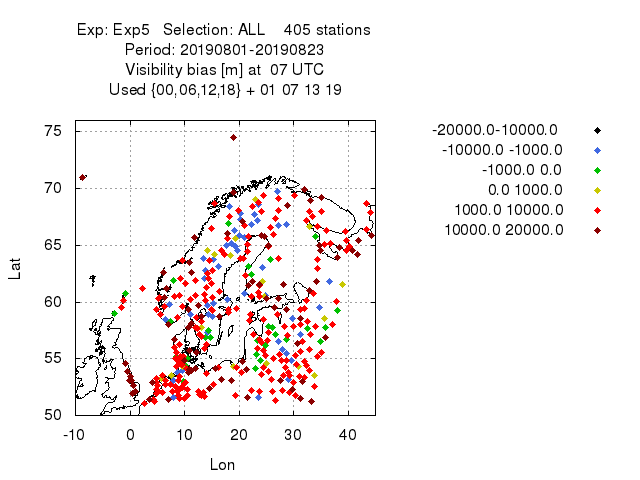 Exp: Exp5 Selection: ALL 405 stations
Period: 20190801-20190823
Visibility bias [m] at 07 UTC
Used {00,06,12,18} + 01 07 13 19
-20000.0-10000.0
-10000.0 -1000.0
-1000.0 0.0
0.0 1000.0
1000.0 10000.0
10000.0 20000.0
75
70
65
60
55
50
Lat
-10 0 10 20 30 40
Lon